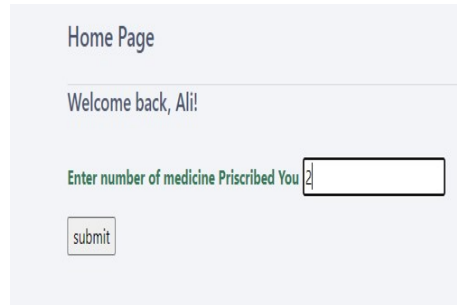 Home Page
Welcome back, Ali!
Enter number of medicine Priscribed You 2
submit